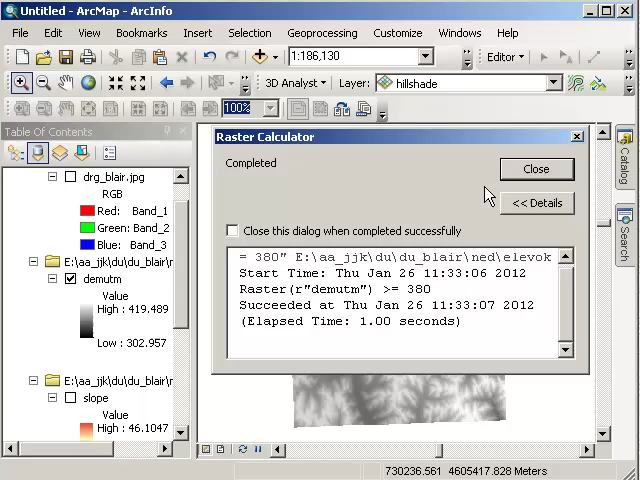 Untitled - ArcMap - ArcInfo
File Edit View Bookmarks Insert Selection Geoprocessing Customize Windows Help
1:186,130 Editor
3D Analyst Layer: hillshade
100%
Table Of Contents
drg_blair.jpg
RGB
Red: Band_1
Green: Band_2
Blue: Band_3
E:\aa_jjk\du\du_blair\r
demutm
Value
High : 419.489
Low : 302.957
E:\aa_jjk\du\du_blair\r
slope
Value
High : 46.1047
Raster Calculator
Completed
Close
<< Details
Close this dialog when completed successfully
= 380" E:\aa_jjk\du\du_blair\ned\elevok
Start Time: Thu Jan 26 11:33:06 2012
Raster(r"demutm") >= 380
Succeeded at Thu Jan 26 11:33:07 2012
(Elapsed Time: 1.00 seconds)
Catalog
Search
730236.561 4605417.828 Meters